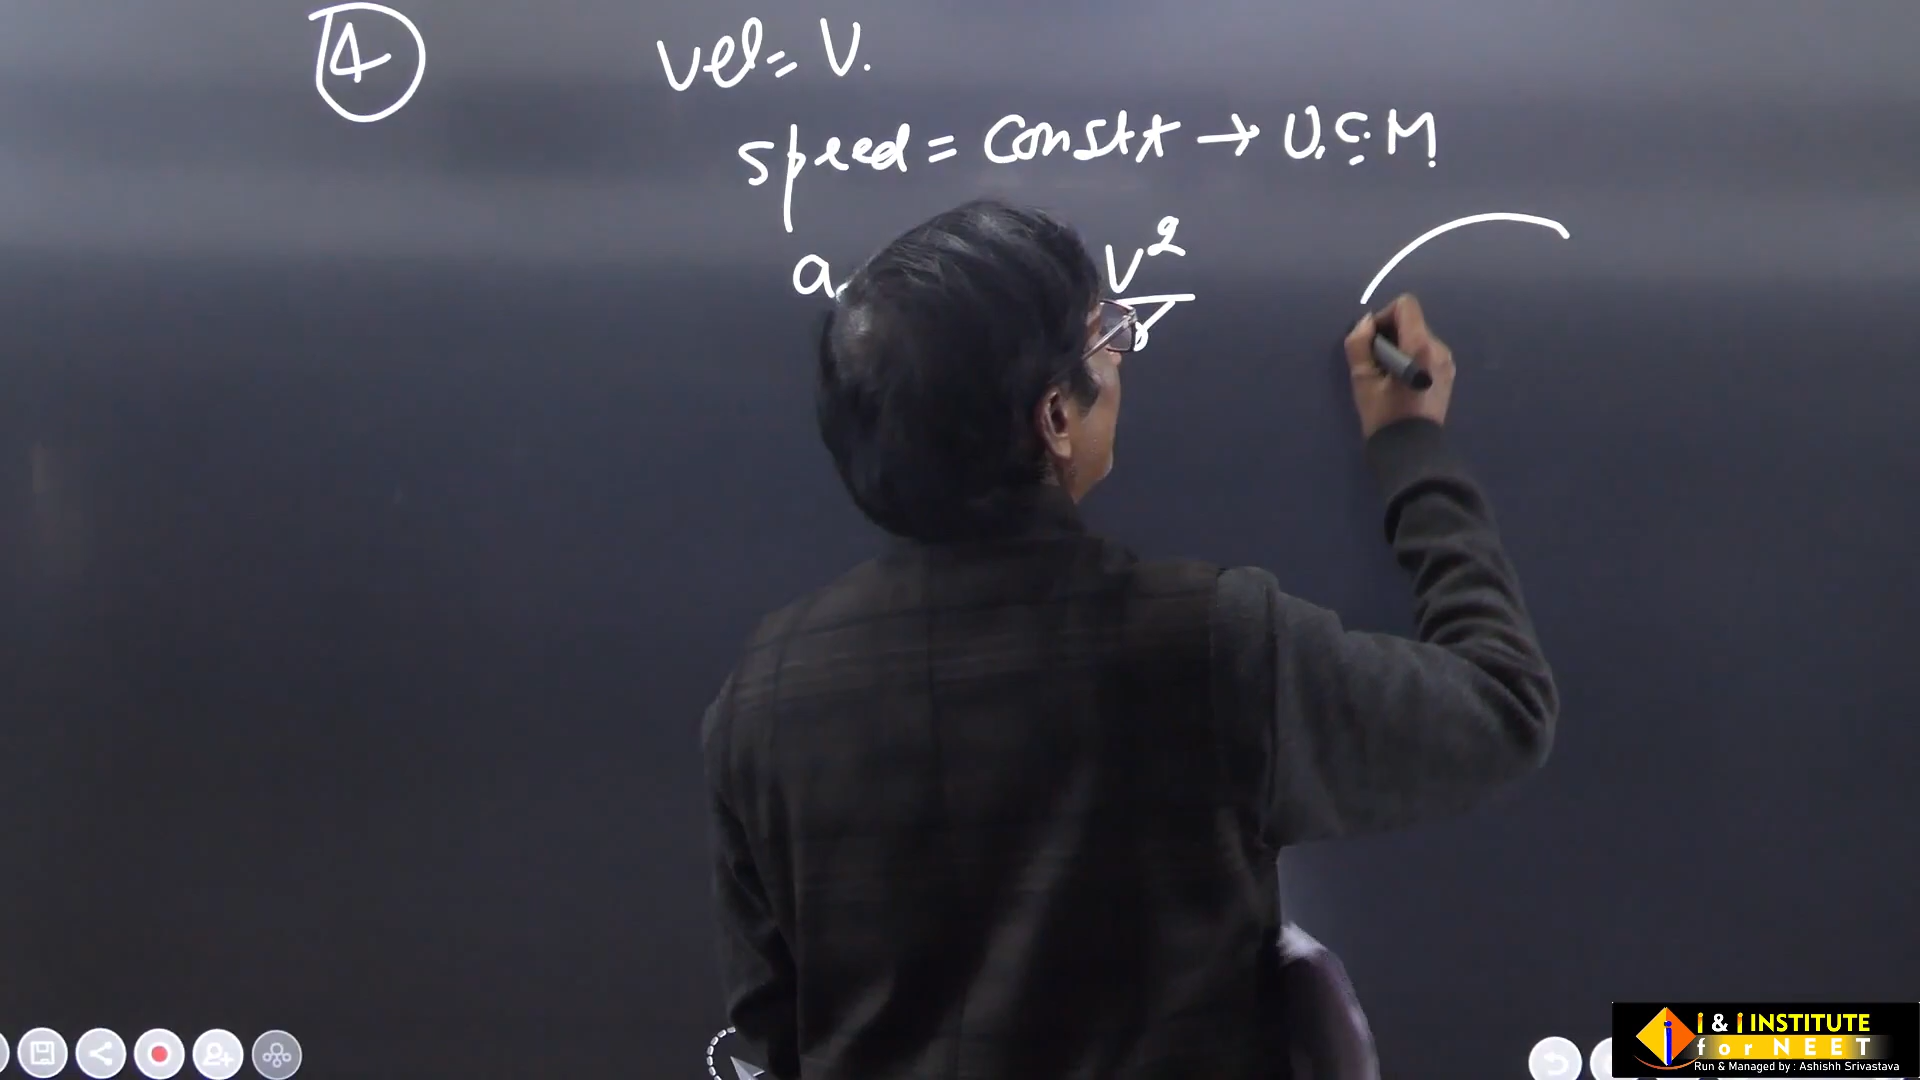 4
Vel = V.
speed = Constt → U.C.M.
a V²
r
i & i INSTITUTE
for NEET
Run & Managed by : Ashishh Srivastava